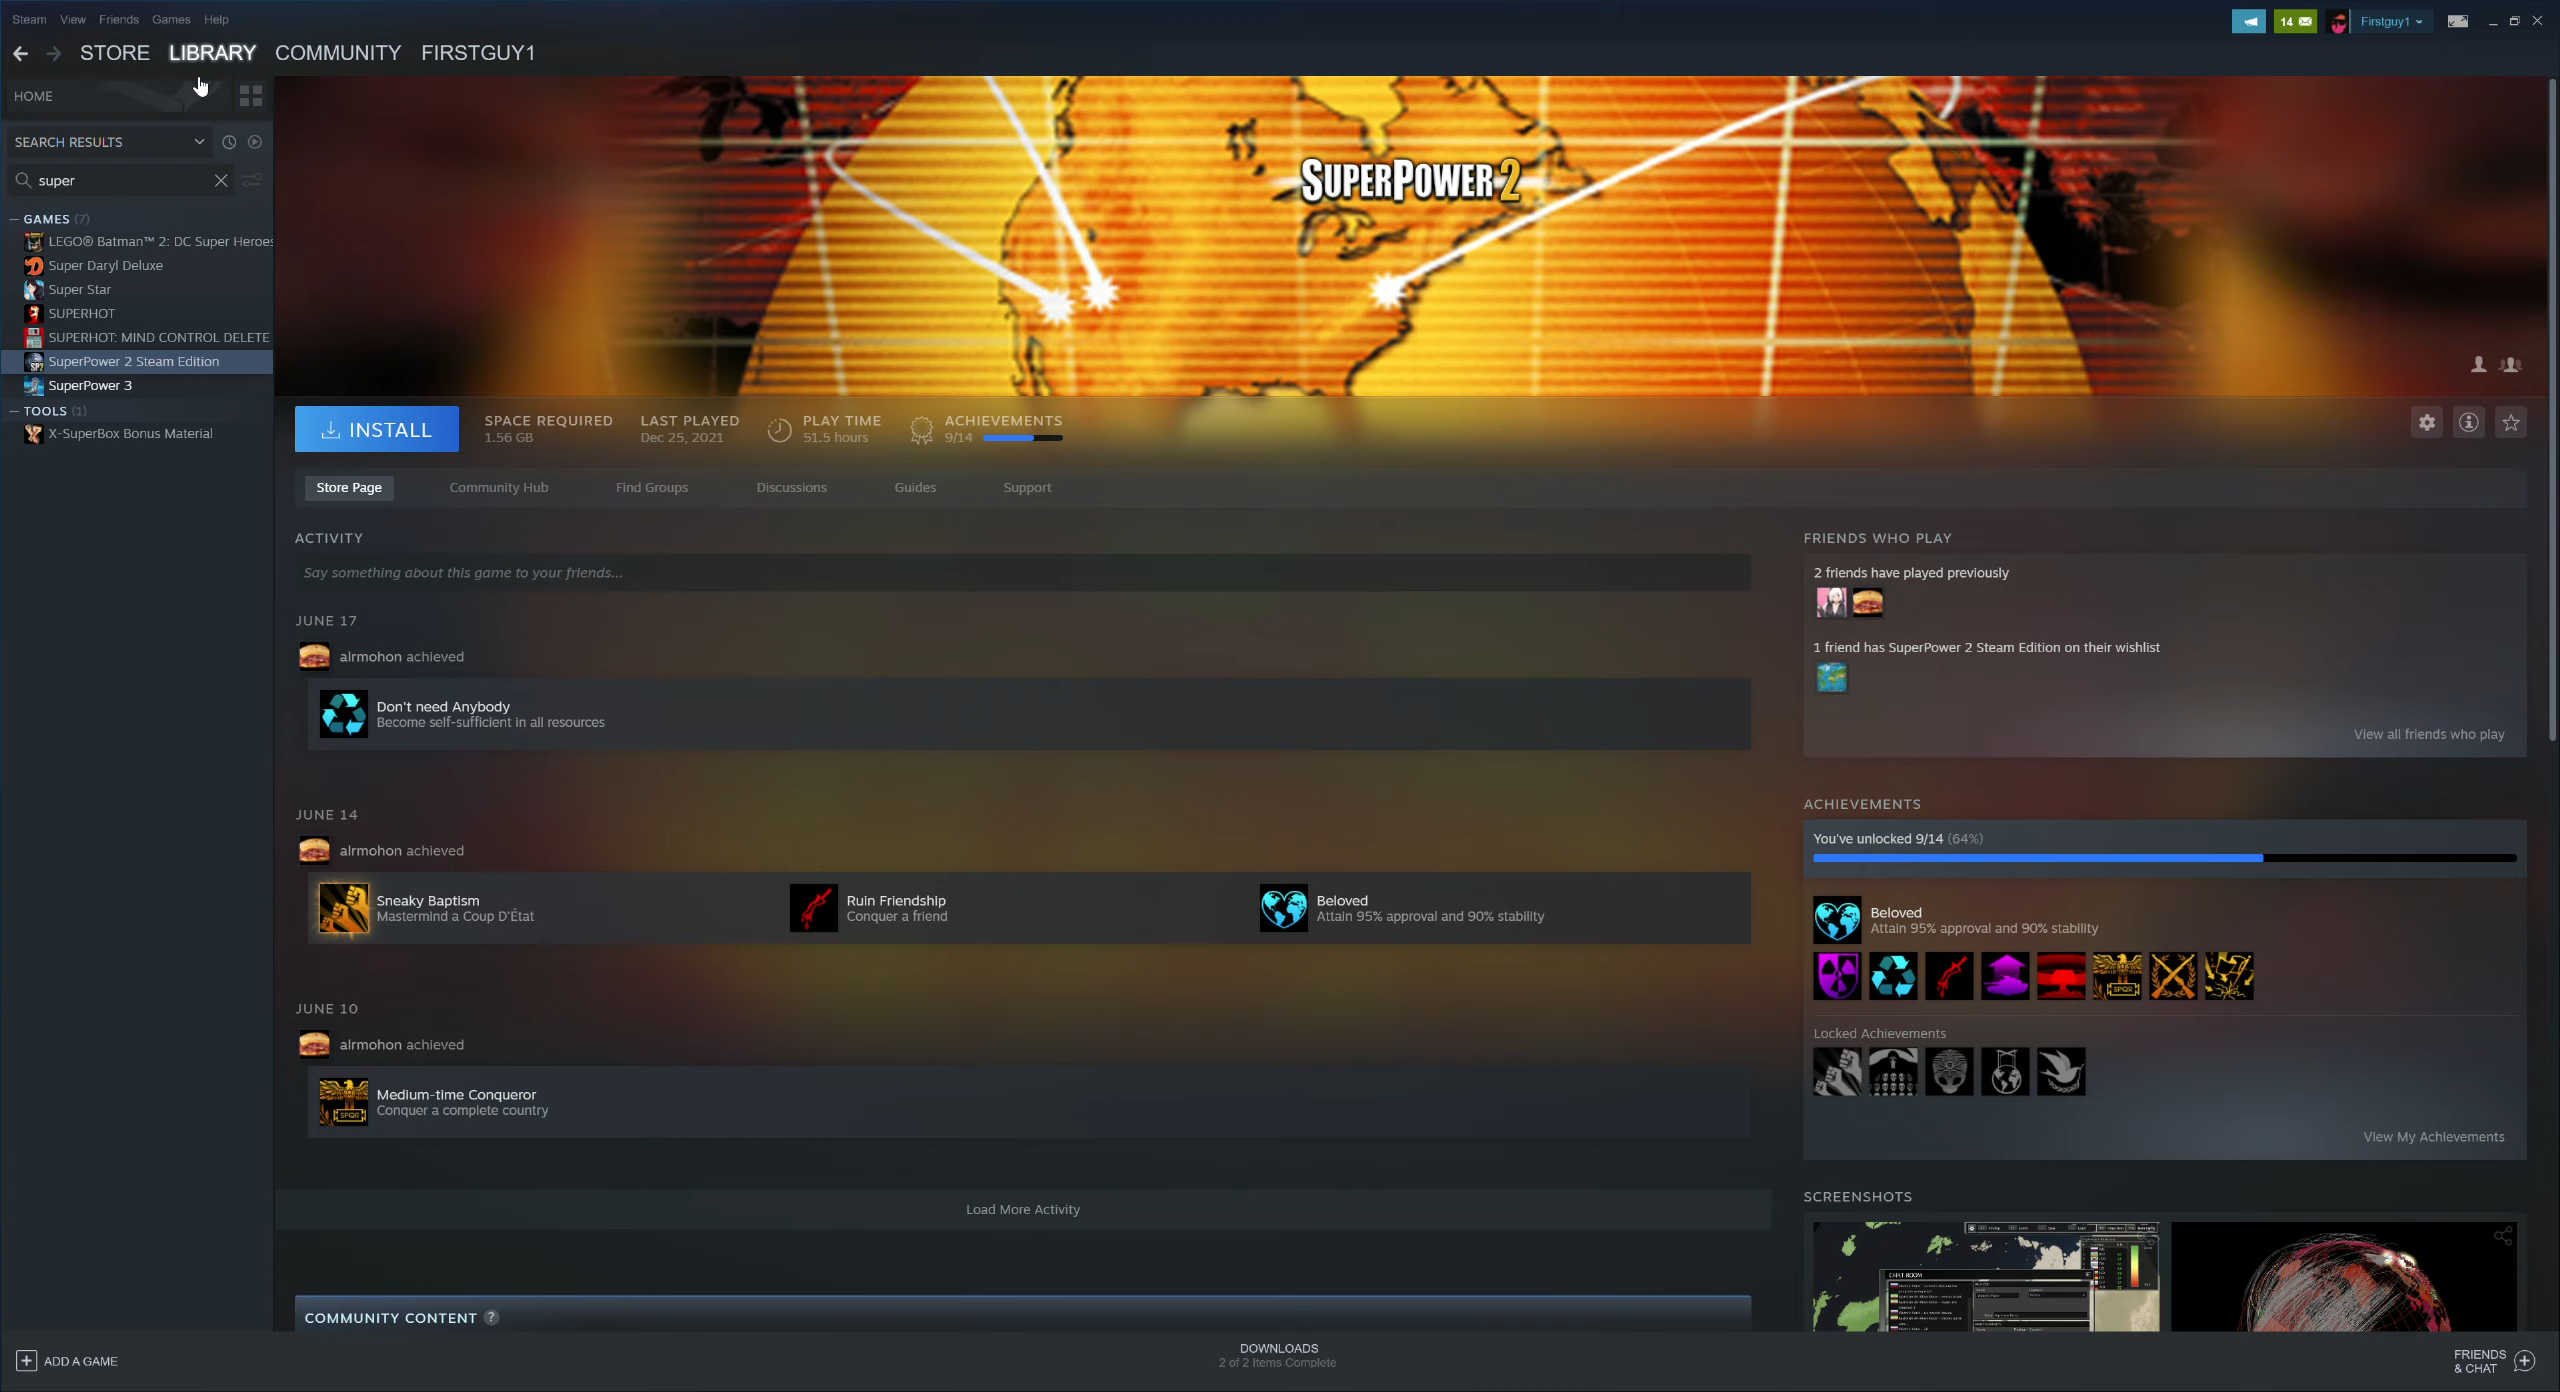 Steam View Friends Games Help
14 Firstguy1
STORE LIBRARY COMMUNITY FIRSTGUY1
HOME
SEARCH RESULTS
super
— GAMES (7)
LEGO® Batman™ 2: DC Super Heroes
Super Daryl Deluxe
Super Star
SUPERHOT
SUPERHOT: MIND CONTROL DELETE
SuperPower 2 Steam Edition
SuperPower 3
— TOOLS (1)
X-SuperBox Bonus Material
SUPERPOWER 2
INSTALL
SPACE REQUIRED
1.56 GB
LAST PLAYED
Dec 25, 2021
PLAY TIME
51.5 hours
ACHIEVEMENTS
9/14
Store Page Community Hub Find Groups Discussions Guides Support
ACTIVITY
Say something about this game to your friends...
JUNE 17
alrmohon achieved
Don't need Anybody
Become self-sufficient in all resources
JUNE 14
alrmohon achieved
Sneaky Baptism
Mastermind a Coup D'État
Ruin Friendship
Conquer a friend
Beloved
Attain 95% approval and 90% stability
JUNE 10
alrmohon achieved
SPQR
Medium-time Conqueror
Conquer a complete country
Load More Activity
COMMUNITY CONTENT ?
FRIENDS WHO PLAY
2 friends have played previously
1 friend has SuperPower 2 Steam Edition on their wishlist
View all friends who play
ACHIEVEMENTS
You've unlocked 9/14 (64%)
Beloved
Attain 95% approval and 90% stability
SPQR
Locked Achievements
View My Achievements
SCREENSHOTS
CHAT ROOM
ADD A GAME
DOWNLOADS
2 of 2 Items Complete
FRIENDS
& CHAT